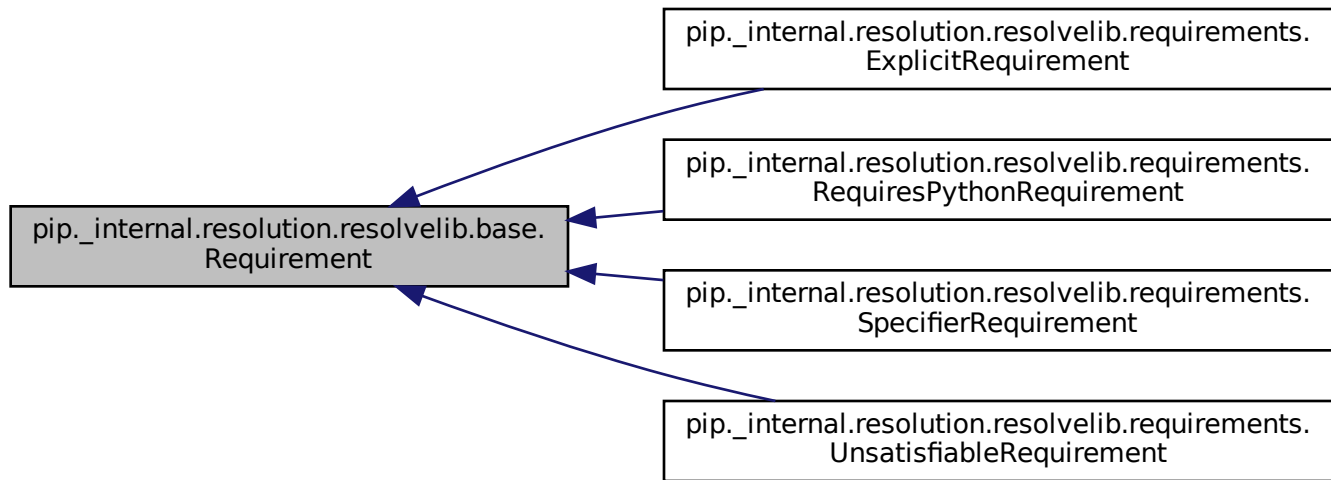 pip._internal.resolution.resolvelib.requirements.
ExplicitRequirement
pip._internal.resolution.resolvelib.requirements.
RequiresPythonRequirement
pip._internal.resolution.resolvelib.base.
Requirement
pip._internal.resolution.resolvelib.requirements.
SpecifierRequirement
pip._internal.resolution.resolvelib.requirements.
UnsatisfiableRequirement